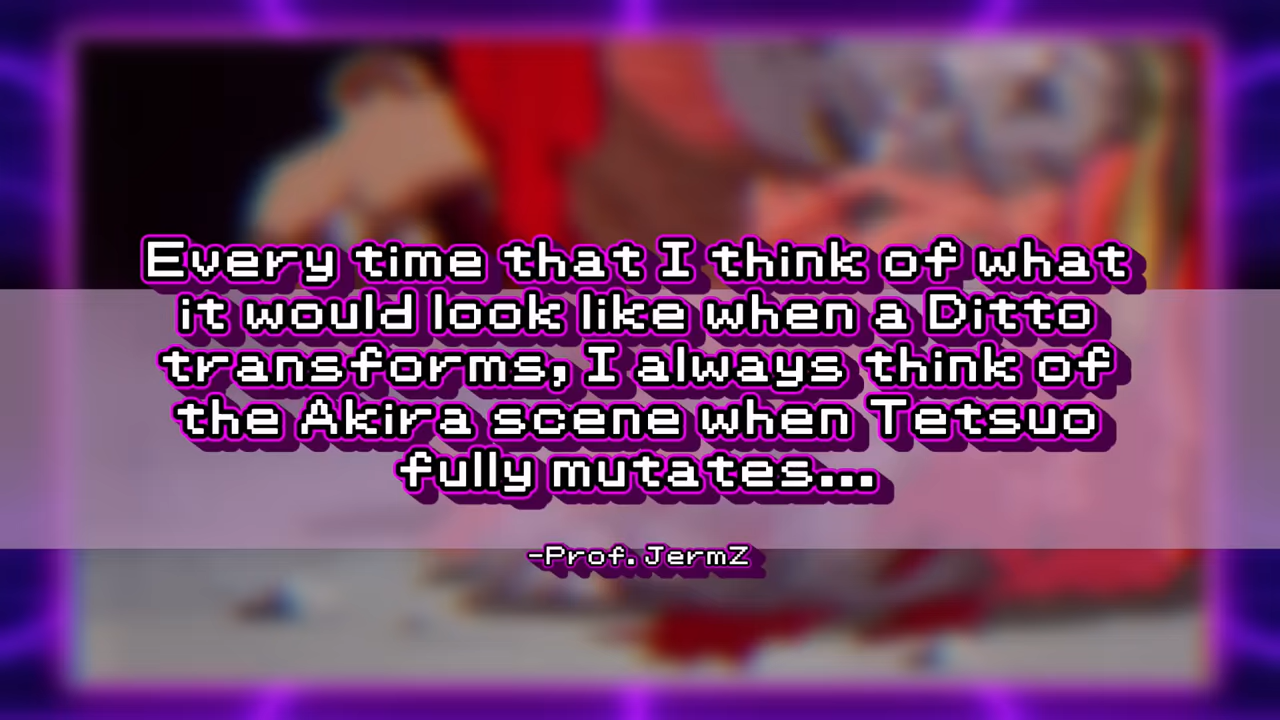 Every time that I think of what
it would look like when a Ditto
transforms, I always think of
the Akira scene when Tetsuo
fully mutates...
-Prof. JermZ